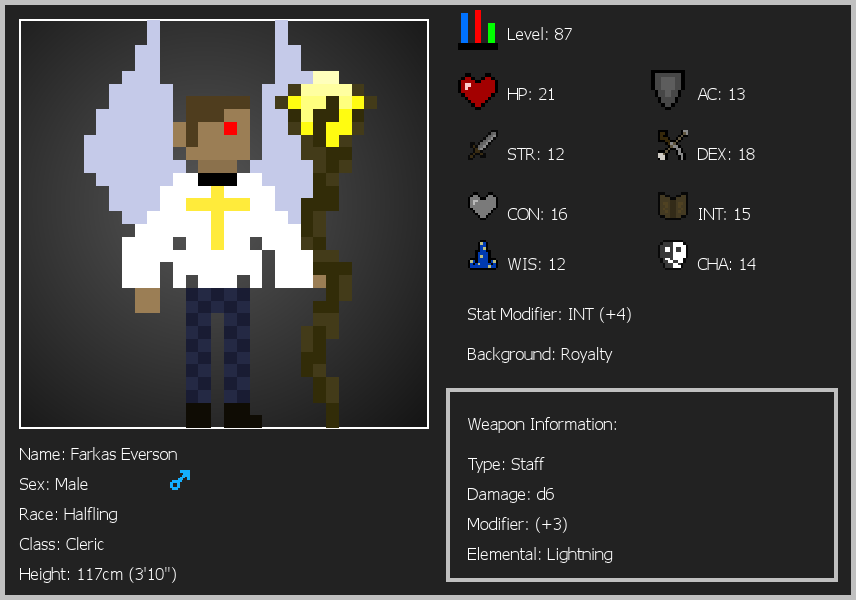 Level: 87
HP: 21
AC: 13
STR: 12
DEX: 18
CON: 16
INT: 15
WIS: 12
CHA: 14
Stat Modifier: INT (+4)
Background: Royalty
Weapon Information:
Type: Staff
Damage: d6
Modifier: (+3)
Elemental: Lightning
Name: Farkas Everson
Sex: Male
Race: Halfling
Class: Cleric
Height: 117cm (3'10")